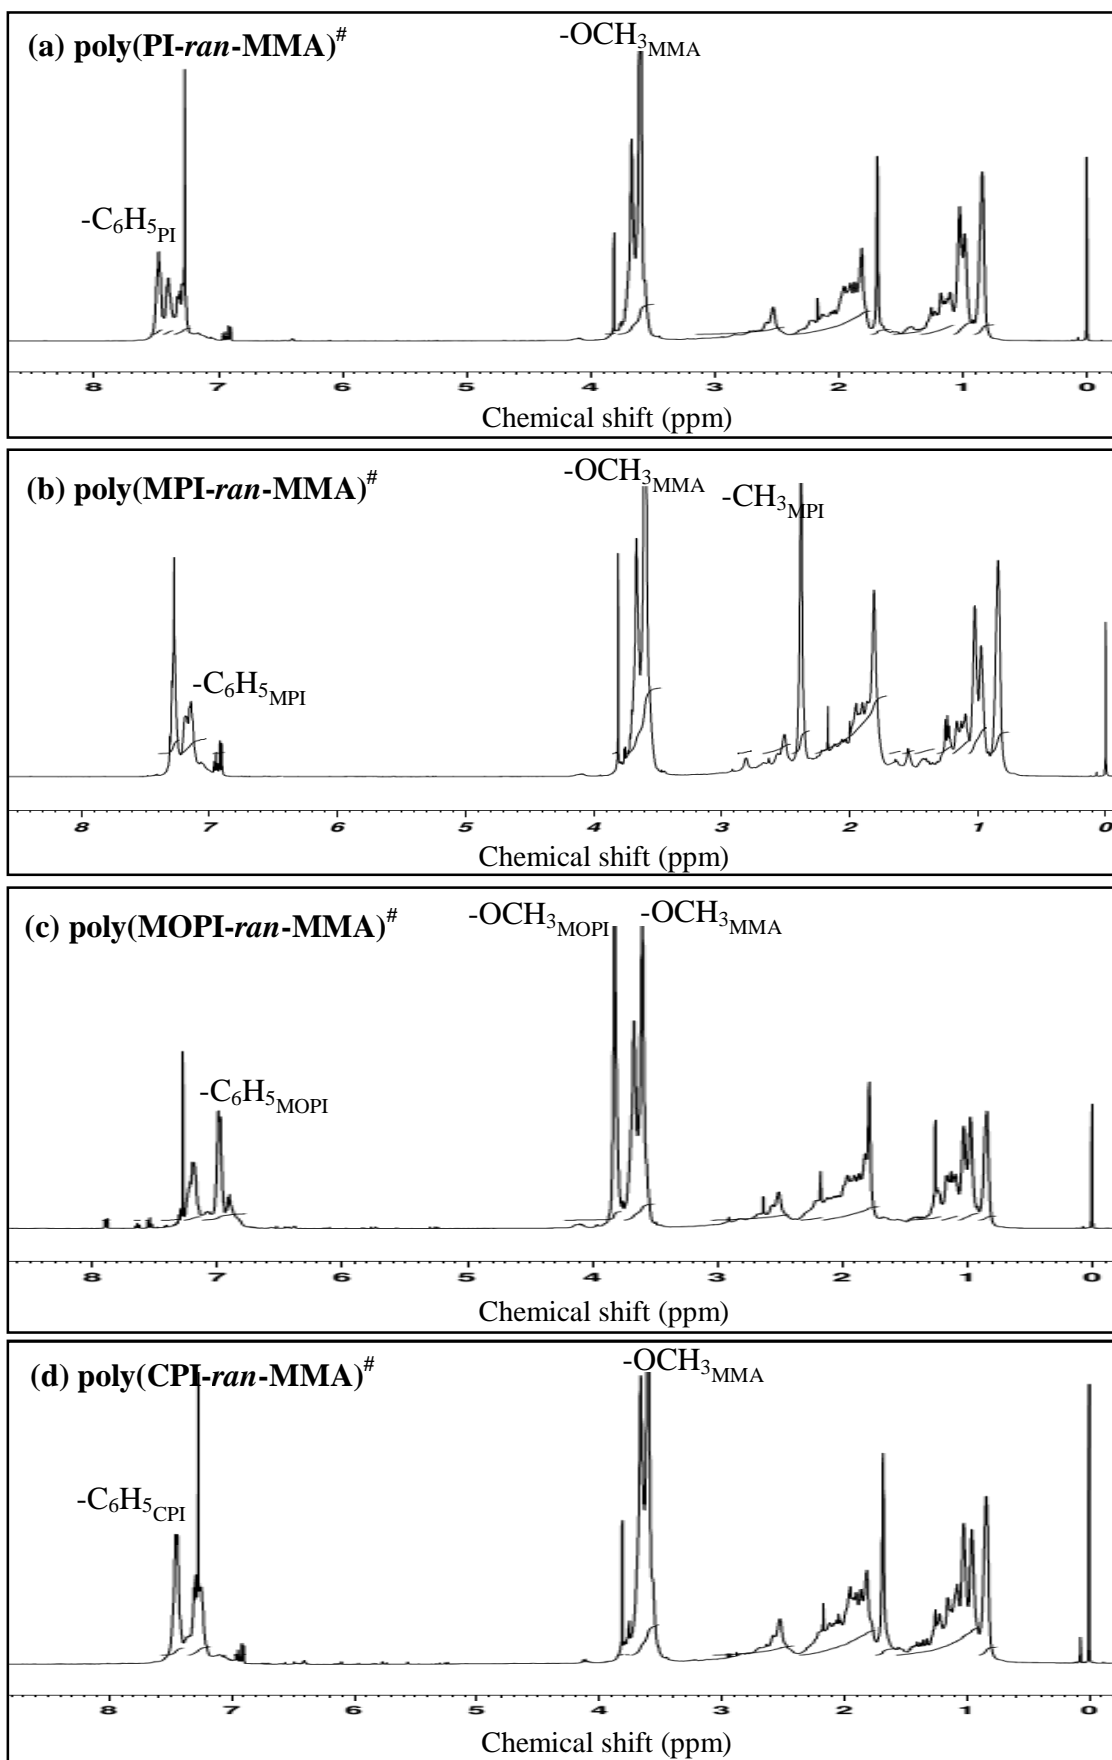 (a) poly(PI-ran-MMA)#
-OCH3MMA
-C6H5PI
8 7 6 5 4 3 2 1 0
Chemical shift (ppm)
(b) poly(MPI-ran-MMA)#
-OCH3MMA
-CH3MPI
-C6H5MPI
8 7 6 5 4 3 2 1 0
Chemical shift (ppm)
(c) poly(MOPI-ran-MMA)#
-OCH3MOPI
-OCH3MMA
-C6H5MOPI
8 7 6 5 4 3 2 1 0
Chemical shift (ppm)
(d) poly(CPI-ran-MMA)#
-OCH3MMA
-C6H5CPI
8 7 6 5 4 3 2 1 0
Chemical shift (ppm)